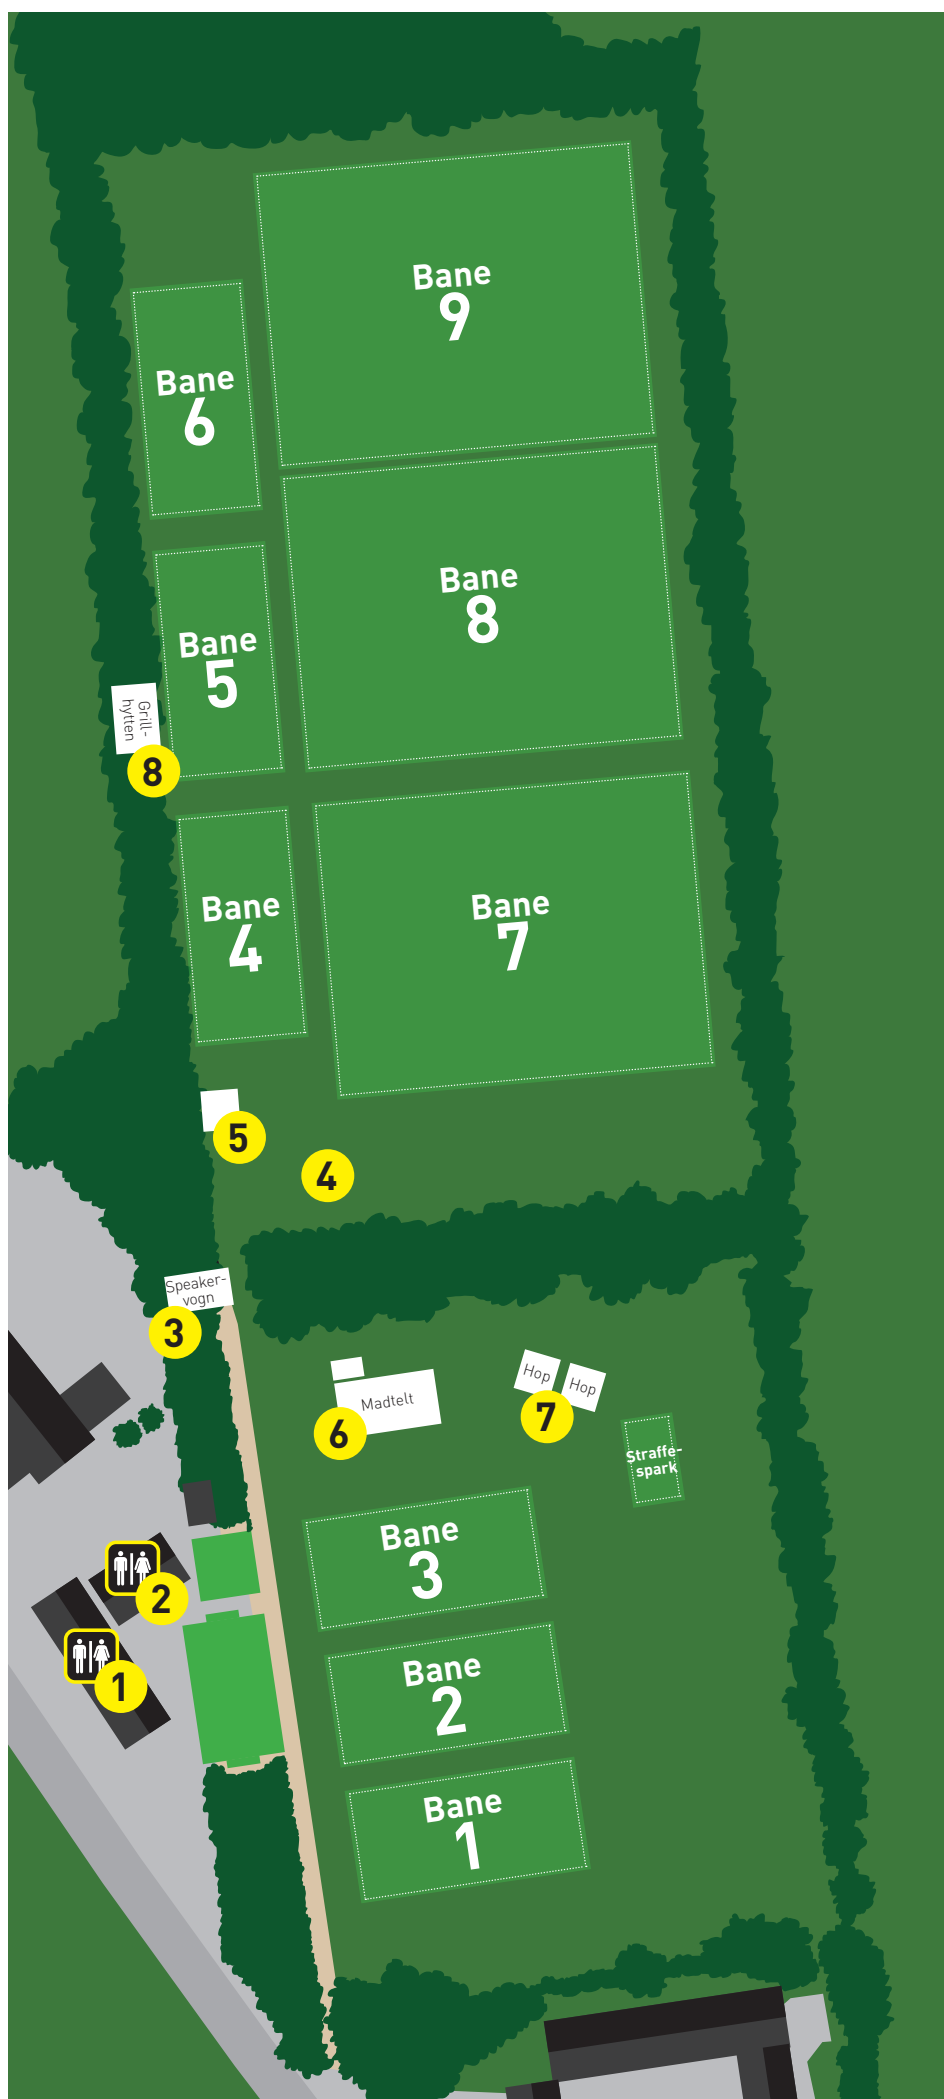 Bane
9
Bane
6
Bane
8
Bane
5
Grill-
hytten
8
Bane
4
Bane
7
5
4
Speaker-
vogn
3
Madtelt
6
Hop
Hop
7
Straffe-
spark
Bane
3
2
Bane
2
1
Bane
1